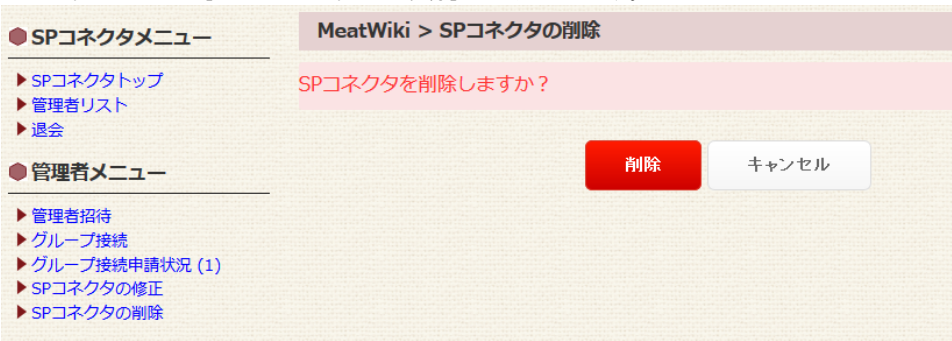 SPコネクタメニュー
SPコネクタトップ
管理者リスト
退会
管理者メニュー
管理者招待
グループ接続
グループ接続申請状況 (1)
SPコネクタの修正
SPコネクタの削除
MeatWiki > SPコネクタの削除
SPコネクタを削除しますか？
削除
キャンセル